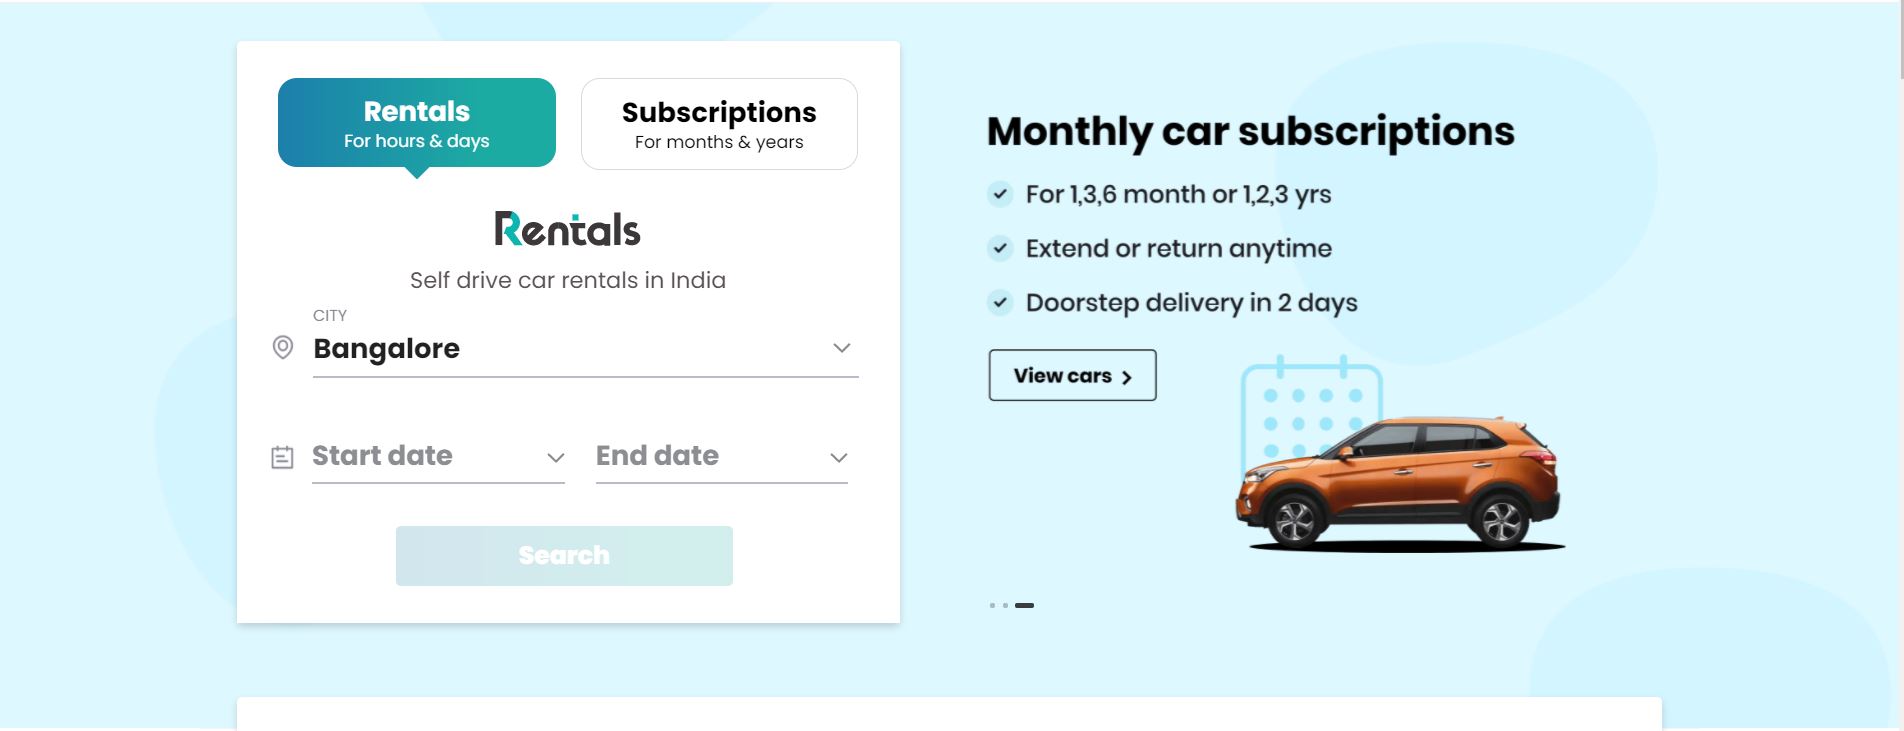 Rentals
For hours & days
Subscriptions
For months & years
Rentals
Self drive car rentals in India
CITY
Bangalore
Start date
End date
Search
Monthly car subscriptions
For 1,3,6 month or 1,2,3 yrs
Extend or return anytime
Doorstep delivery in 2 days
View cars